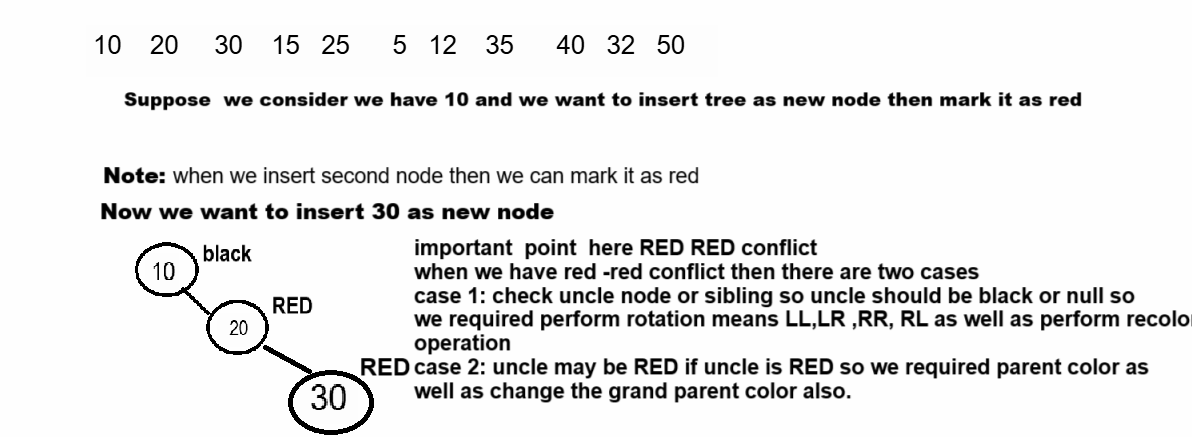 10 20 30 15 25 5 12 35 40 32 50
Suppose we consider we have 10 and we want to insert tree as new node then mark it as red
Note: when we insert second node then we can mark it as red
Now we want to insert 30 as new node
black
10
RED
20
RED
30
important point here RED RED conflict
when we have red -red conflict then there are two cases
case 1: check uncle node or sibling so uncle should be black or null so
we required perform rotation means LL,LR ,RR, RL as well as perform recolo
operation
case 2: uncle may be RED if uncle is RED so we required parent color as
well as change the grand parent color also.